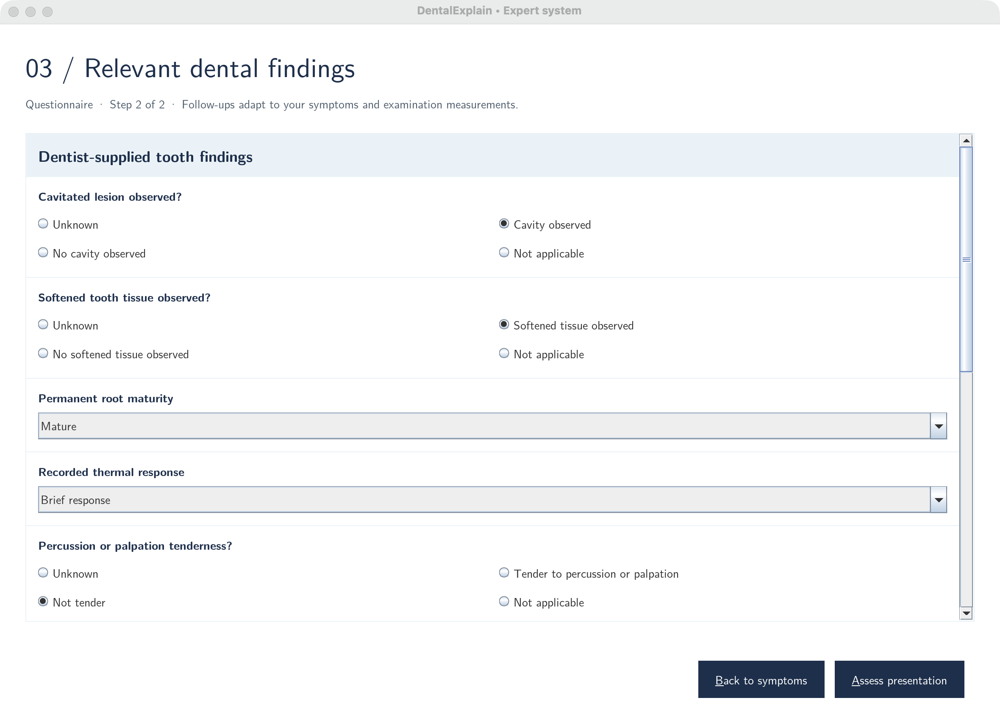 DentalExplain • Expert system
03 / Relevant dental findings
Questionnaire · Step 2 of 2 · Follow-ups adapt to your symptoms and examination measurements.
Dentist-supplied tooth findings
Cavitated lesion observed?
Unknown
Cavity observed
No cavity observed
Not applicable
Softened tooth tissue observed?
Unknown
Softened tissue observed
No softened tissue observed
Not applicable
Permanent root maturity
Mature
Recorded thermal response
Brief response
Percussion or palpation tenderness?
Unknown
Tender to percussion or palpation
Not tender
Not applicable
Back to symptoms
Assess presentation